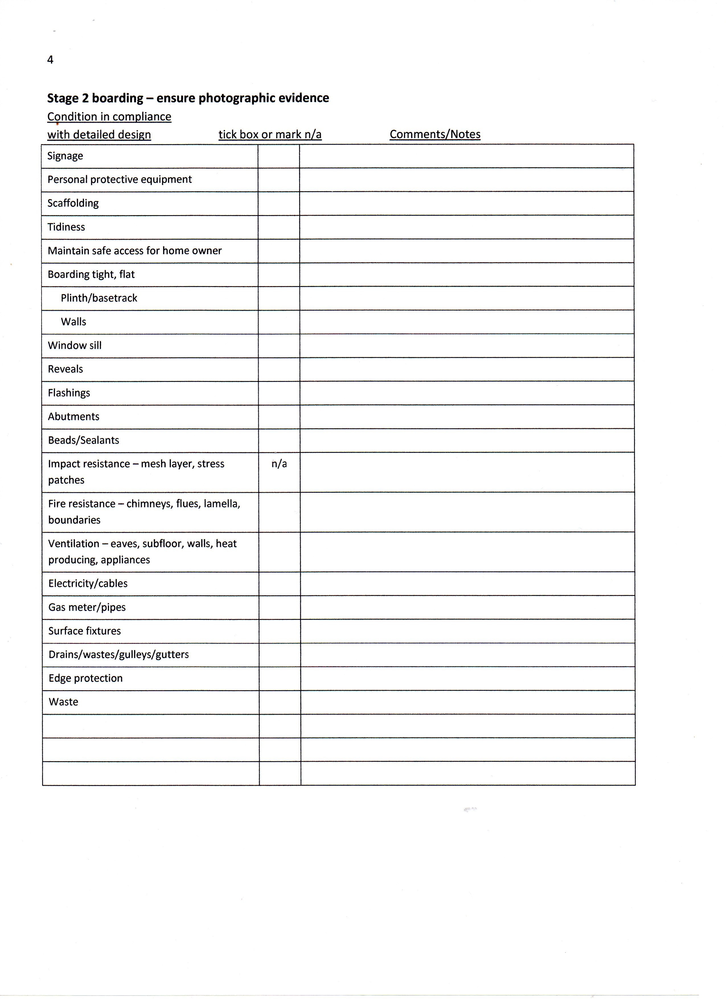 4
Stage 2 boarding – ensure photographic evidence
Condition in compliance
with detailed design tick box or mark n/a Comments/Notes
Signage
Personal protective equipment
Scaffolding
Tidiness
Maintain safe access for home owner
Boarding tight, flat
Plinth/basetrack
Walls
Window sill
Reveals
Flashings
Abutments
Beads/Sealants
Impact resistance – mesh layer, stress n/a
patches
Fire resistance – chimneys, flues, lamella,
boundaries
Ventilation – eaves, subfloor, walls, heat
producing, appliances
Electricity/cables
Gas meter/pipes
Surface fixtures
Drains/wastes/gulleys/gutters
Edge protection
Waste